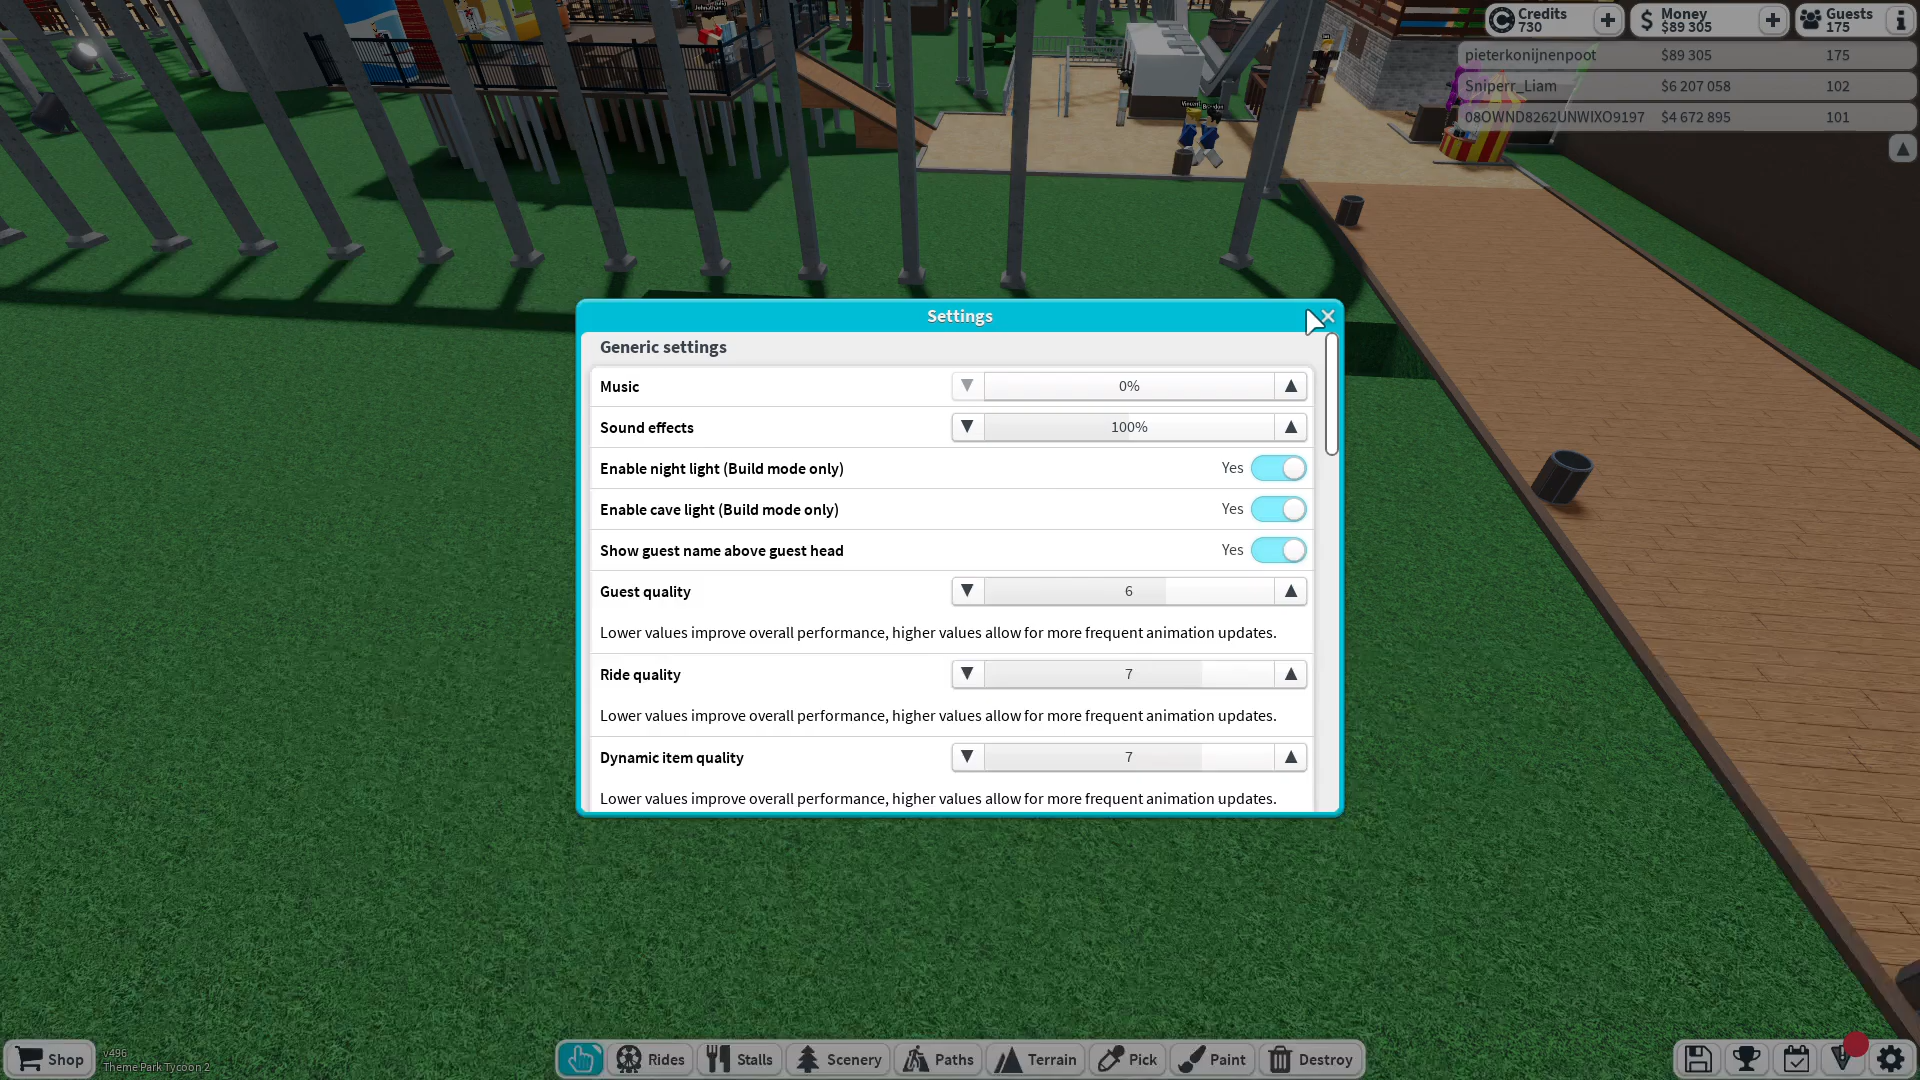 Credits
730
Money
$89 305
Guests
175
pieterkonijnenpoot $89 305 175
Sniperr_Liam $6 207 058 102
08OWND8262UNWIXO9197 $4 672 895 101
Johnathan
Brandon
Settings
Generic settings
Music 0%
Sound effects 100%
Enable night light (Build mode only) Yes
Enable cave light (Build mode only) Yes
Show guest name above guest head Yes
Guest quality 6
Lower values improve overall performance, higher values allow for more frequent animation updates.
Ride quality 7
Lower values improve overall performance, higher values allow for more frequent animation updates.
Dynamic item quality 7
Lower values improve overall performance, higher values allow for more frequent animation updates.
Shop
v496
Theme Park Tycoon 2
Rides
Stalls
Scenery
Paths
Terrain
Pick
Paint
Destroy